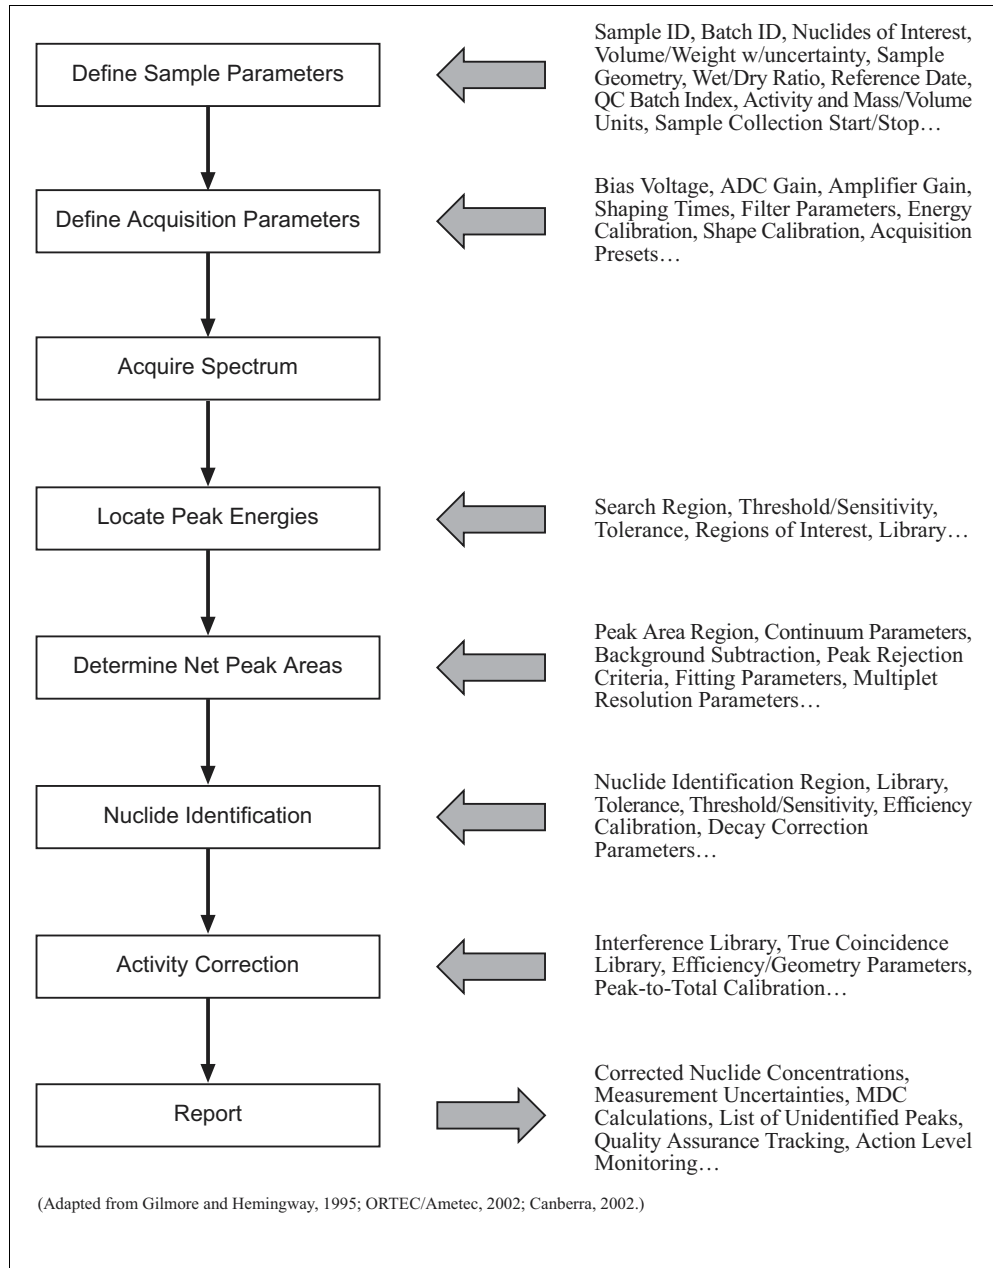 Define Sample Parameters
Sample ID, Batch ID, Nuclides of Interest,
Volume/Weight w/uncertainty, Sample
Geometry, Wet/Dry Ratio, Reference Date,
QC Batch Index, Activity and Mass/Volume
Units, Sample Collection Start/Stop…
Define Acquisition Parameters
Bias Voltage, ADC Gain, Amplifier Gain,
Shaping Times, Filter Parameters, Energy
Calibration, Shape Calibration, Acquisition
Presets…
Acquire Spectrum
Locate Peak Energies
Search Region, Threshold/Sensitivity,
Tolerance, Regions of Interest, Library…
Determine Net Peak Areas
Peak Area Region, Continuum Parameters,
Background Subtraction, Peak Rejection
Criteria, Fitting Parameters, Multiplet
Resolution Parameters…
Nuclide Identification
Nuclide Identification Region, Library,
Tolerance, Threshold/Sensitivity, Efficiency
Calibration, Decay Correction
Parameters…
Activity Correction
Interference Library, True Coincidence
Library, Efficiency/Geometry Parameters,
Peak-to-Total Calibration…
Report
Corrected Nuclide Concentrations,
Measurement Uncertainties, MDC
Calculations, List of Unidentified Peaks,
Quality Assurance Tracking, Action Level
Monitoring…
(Adapted from Gilmore and Hemingway, 1995; ORTEC/Ametec, 2002; Canberra, 2002.)